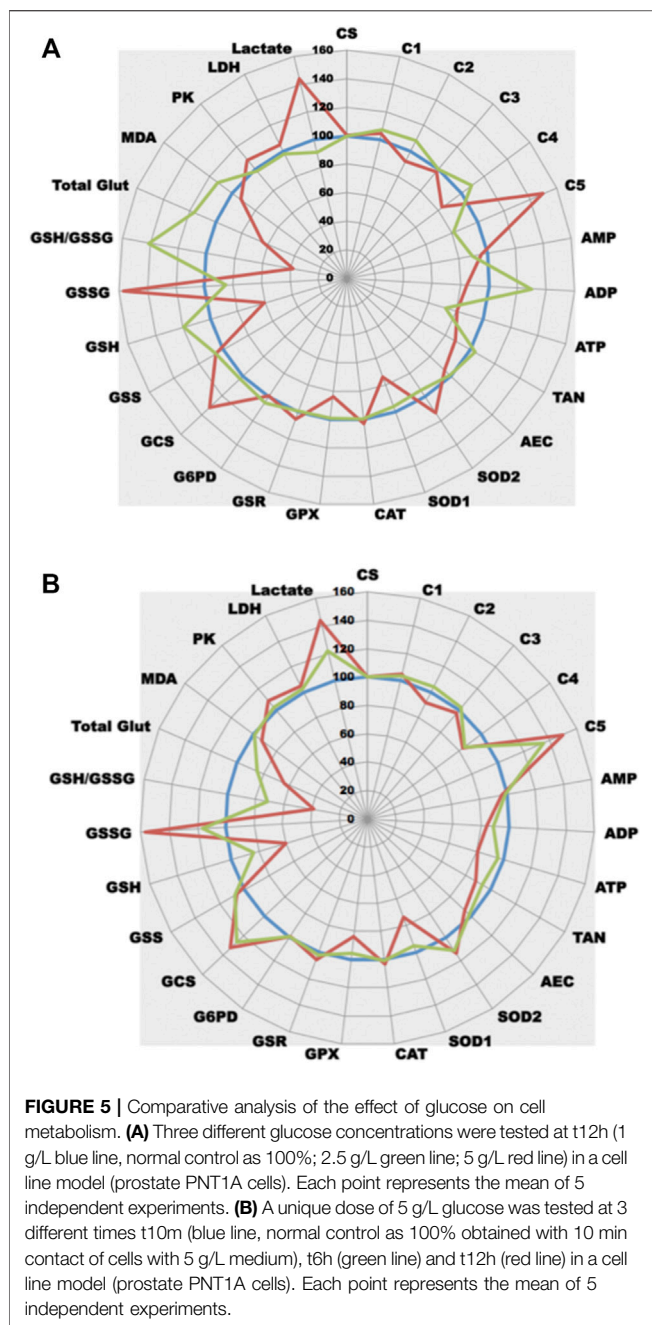 A
CS
C1
C2
C3
C4
C5
AMP
ADP
ATP
TAN
AEC
SOD2
SOD1
CAT
GPX
GSR
G6PD
GCS
GSS
GSH
GSSG
GSH/GSSG
Total Glut
MDA
PK
LDH
Lactate
160
140
120
100
80
60
40
20
0
B
CS
C1
C2
C3
C4
C5
AMP
ADP
ATP
TAN
AEC
SOD2
SOD1
CAT
GPX
GSR
G6PD
GCS
GSS
GSH
GSSG
GSH/GSSG
Total Glut
MDA
PK
LDH
Lactate
160
140
120
100
80
60
40
20
0
FIGURE 5 | Comparative analysis of the effect of glucose on cell
metabolism. (A) Three different glucose concentrations were tested at t12h (1
g/L blue line, normal control as 100%; 2.5 g/L green line; 5 g/L red line) in a cell
line model (prostate PNT1A cells). Each point represents the mean of 5
independent experiments. (B) A unique dose of 5 g/L glucose was tested at 3
different times t10m (blue line, normal control as 100% obtained with 10 min
contact of cells with 5 g/L medium), t6h (green line) and t12h (red line) in a cell
line model (prostate PNT1A cells). Each point represents the mean of 5
independent experiments.